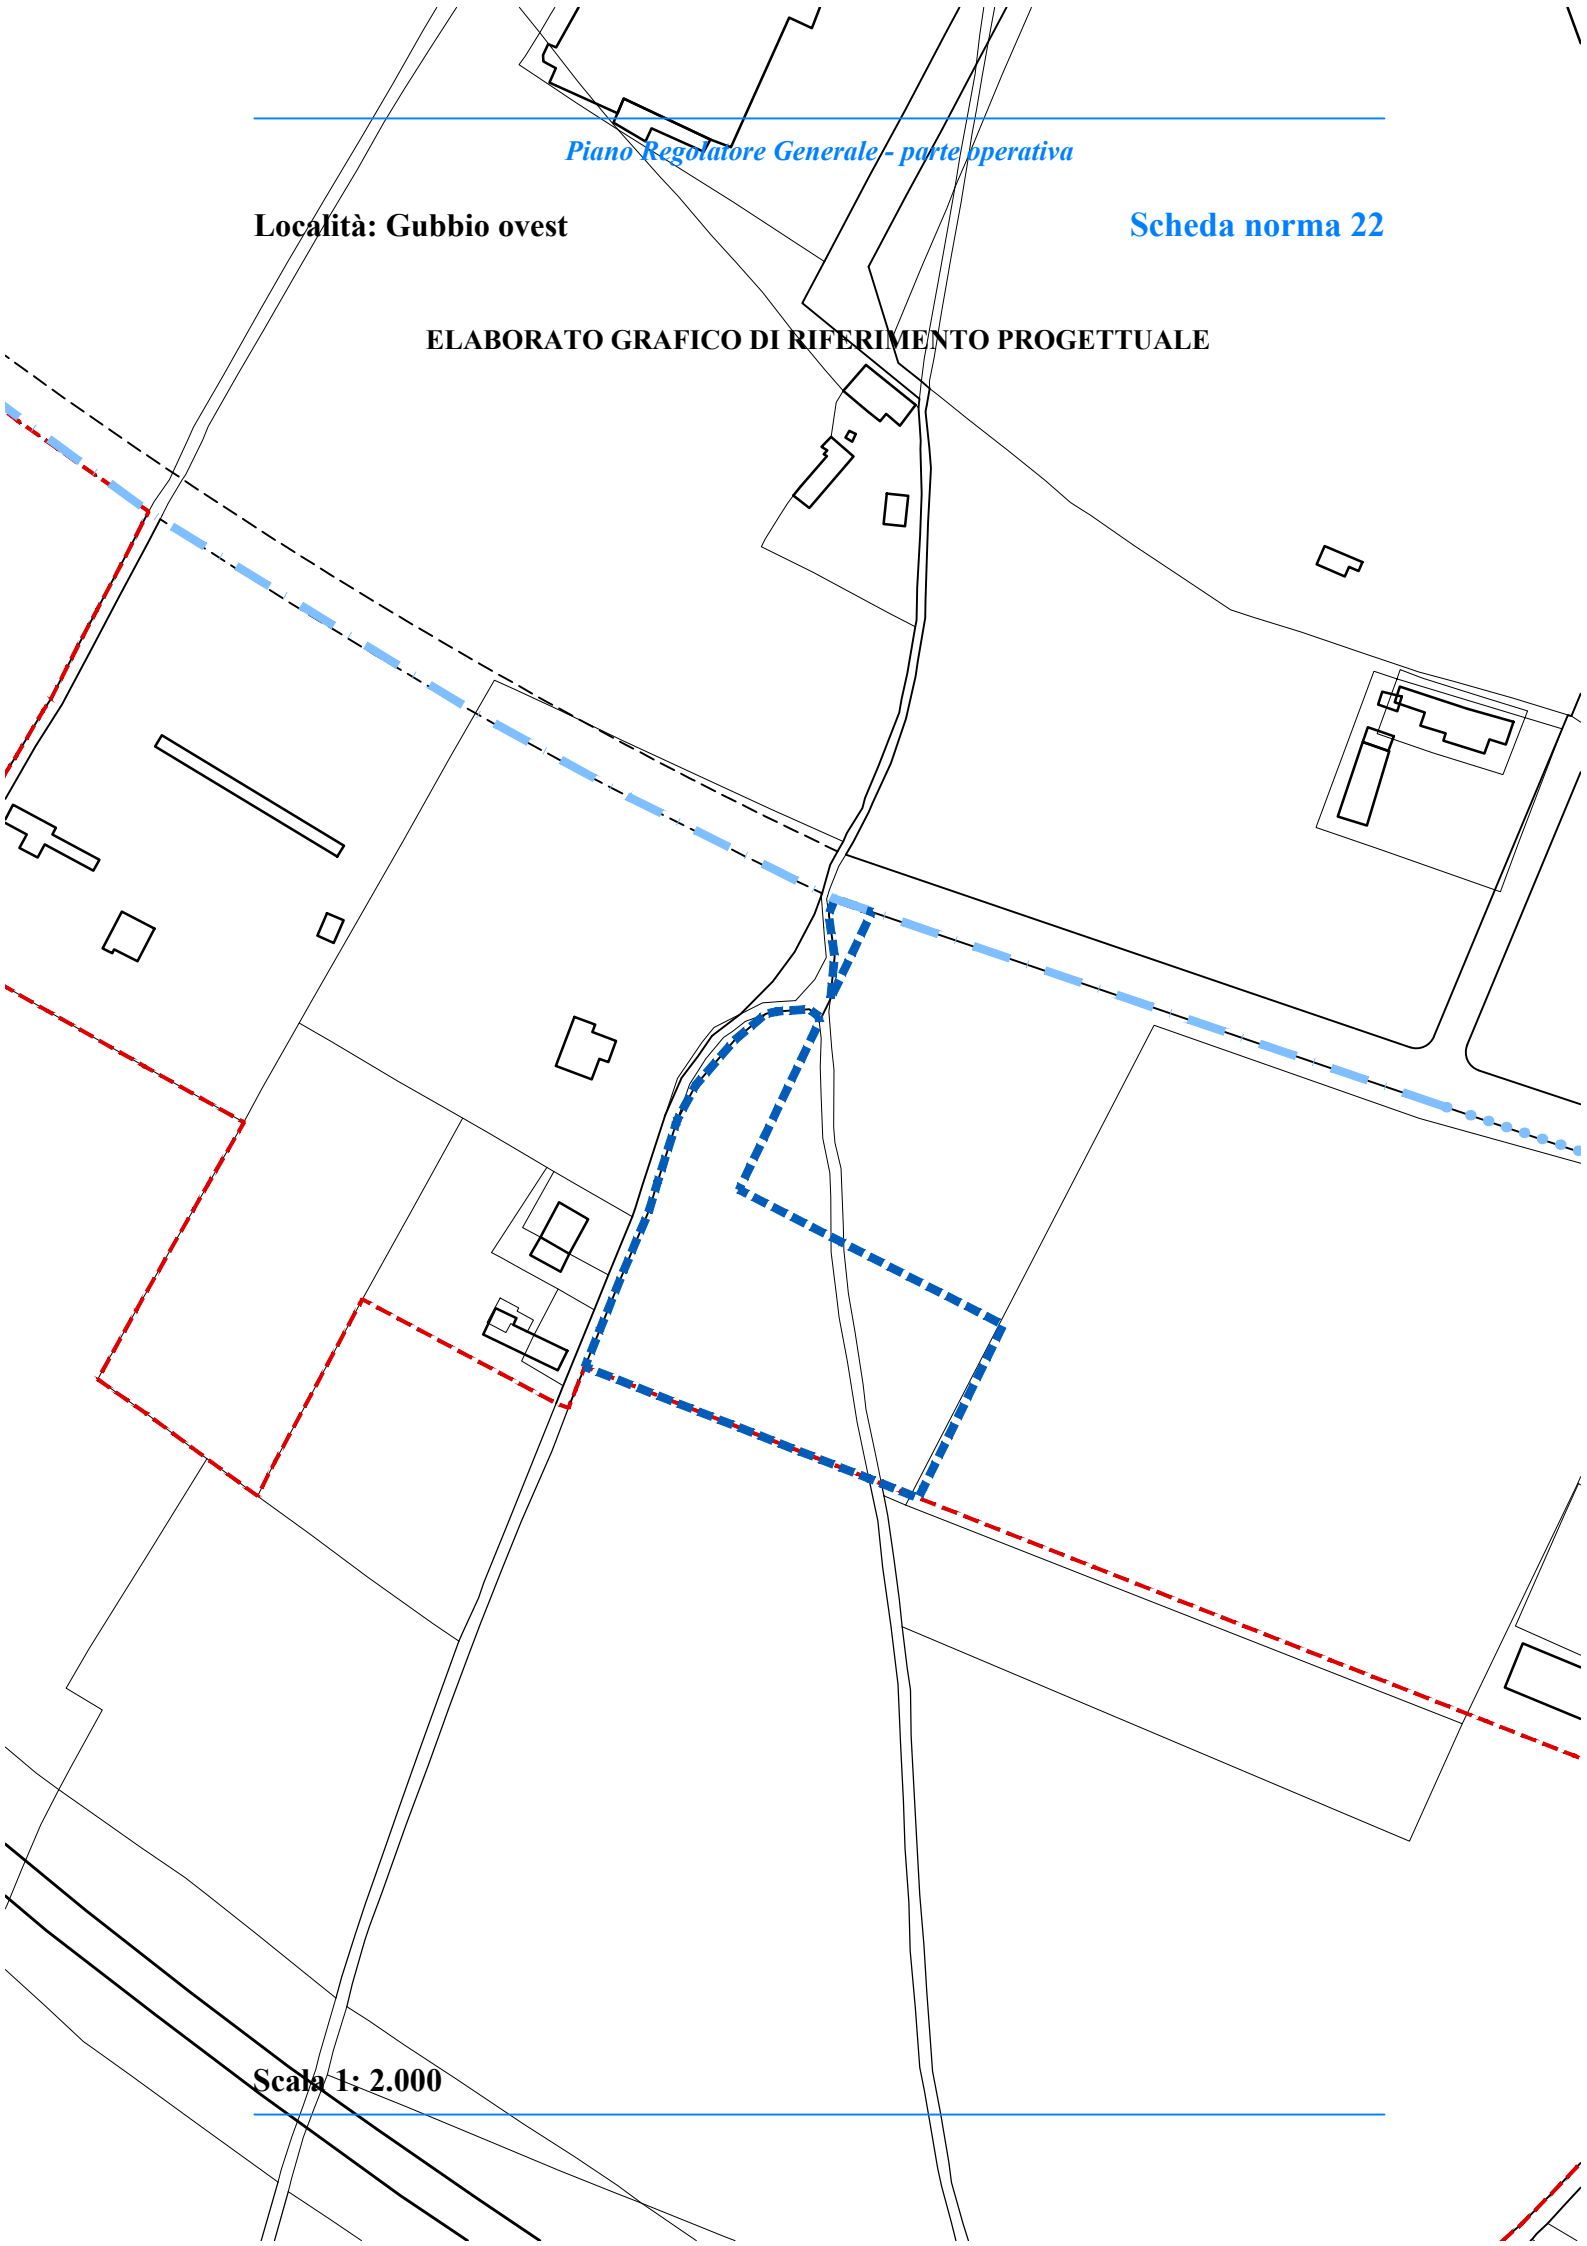 Piano Regolatore Generale - parte operativa
Località: Gubbio ovest
Scheda norma 22
ELABORATO GRAFICO DI RIFERIMENTO PROGETTUALE
Scala 1: 2.000